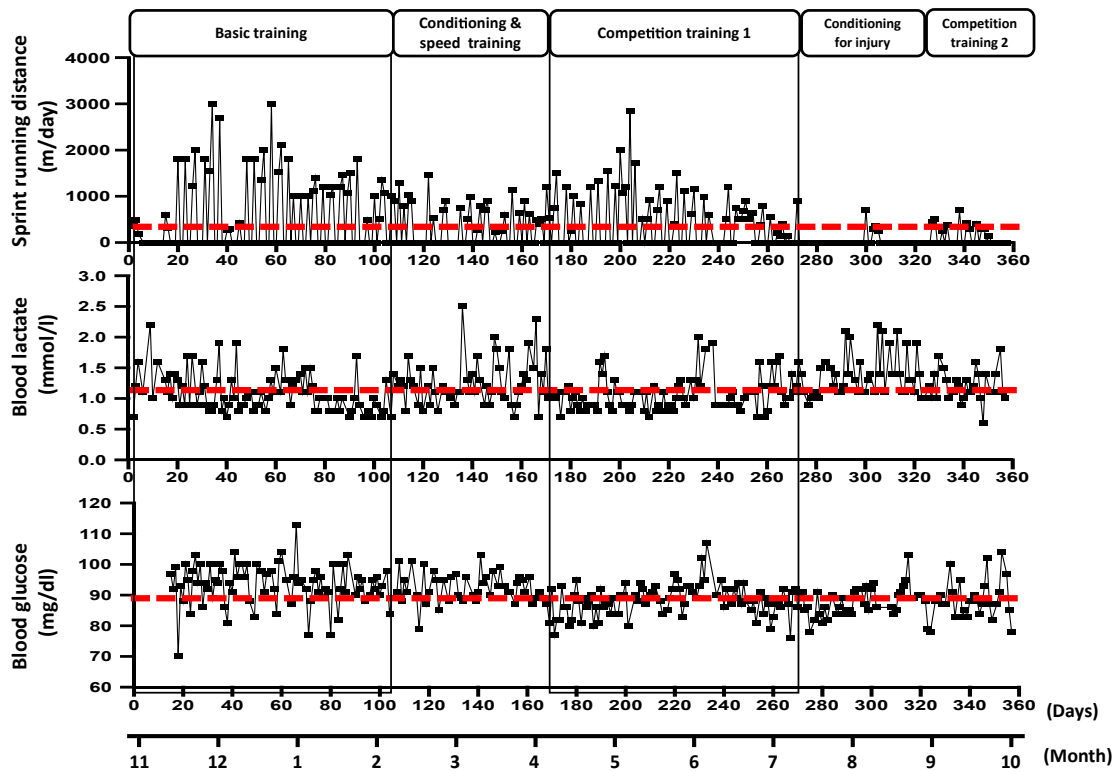 Basic training
Conditioning &
speed training
Competition training 1
Conditioning
for injury
Competition
training 2
Sprint running distance
(m/day)
4000
3000
2000
1000
0
0 20 40 60 80 100 120 140 160 180 200 220 240 260 280 300 320 340 360
Blood lactate
(mmol/l)
3.0
2.5
2.0
1.5
1.0
0.5
0.0
0 20 40 60 80 100 120 140 160 180 200 220 240 260 280 300 320 340 360
Blood glucose
(mg/dl)
120
110
100
90
80
70
60
0 20 40 60 80 100 120 140 160 180 200 220 240 260 280 300 320 340 360
(Days)
11 12 1 2 3 4 5 6 7 8 9 10
(Month)